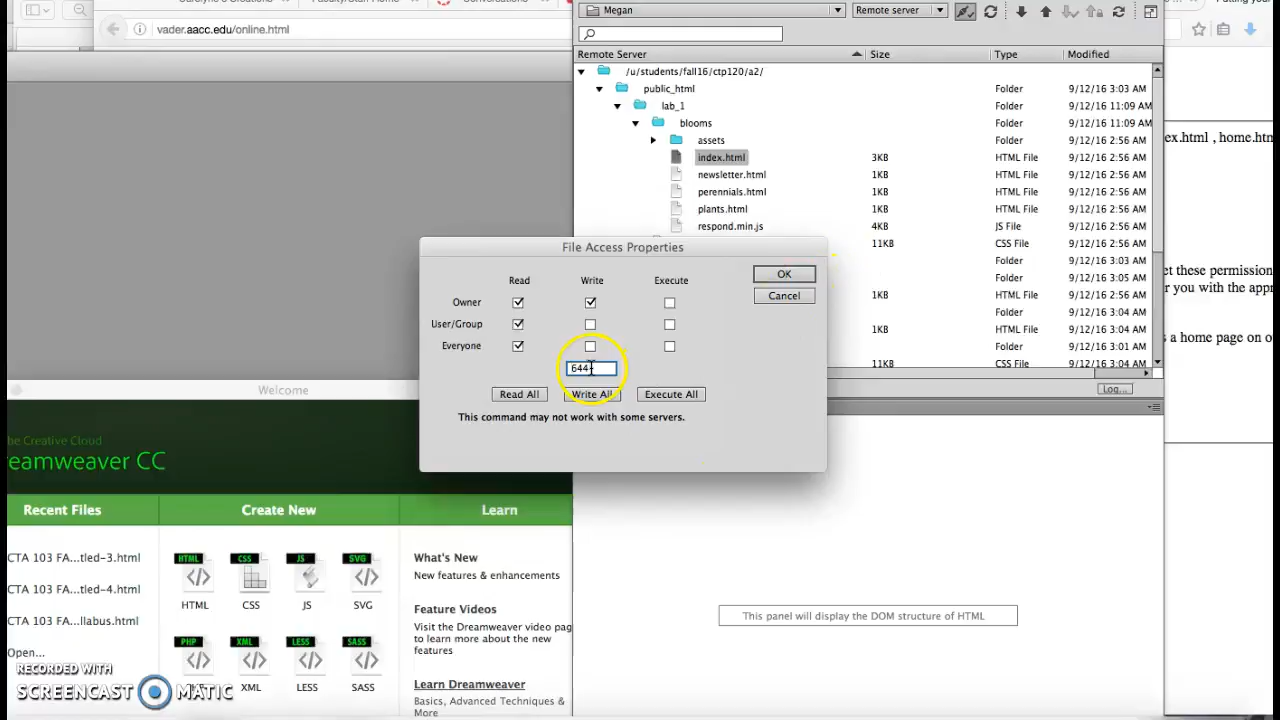 Megan
Remote server
vader.aacc.edu/online.html
Remote Server Size Type Modified
/u/students/fall16/ctp120/a2/ Folder 9/12/16 3:03 AM
public_html Folder 9/12/16 3:03 AM
lab_1 Folder 9/12/16 11:09 AM
blooms Folder 9/12/16 11:09 AM
assets Folder 9/12/16 2:56 AM
index.html 3KB HTML File 9/12/16 2:56 AM
newsletter.html 1KB HTML File 9/12/16 2:56 AM
perennials.html 1KB HTML File 9/12/16 2:56 AM
plants.html 1KB HTML File 9/12/16 2:56 AM
respond.min.js 4KB JS File 9/12/16 2:56 AM
11KB CSS File 9/12/16 2:56 AM
Folder 9/12/16 3:03 AM
Folder 9/12/16 3:05 AM
1KB HTML File 9/12/16 3:04 AM
Folder 9/12/16 3:04 AM
1KB HTML File 9/12/16 3:04 AM
Folder 9/12/16 3:01 AM
11KB CSS File 9/12/16 3:04 AM
Log...
ex.html , home.htm
et these permission
er you with the appr
s a home page on o
File Access Properties
Read Write Execute
Owner
User/Group
Everyone
644
OK
Cancel
Read All Write All Execute All
This command may not work with some servers.
Welcome
he Creative Cloud
reamweaver CC
Recent Files Create New Learn
CTA 103 FA...tled-3.html
CTA 103 FA...tled-4.html
CTA 103 FA...llabus.html
Open...
HTML CSS JS SVG
HTML CSS JS SVG
PHP XML LESS SASS
XML LESS SASS
What's New
New features & enhancements
Feature Videos
Visit the Dreamweaver video pag
to learn more about the new
features
Learn Dreamweaver
Basics, Advanced Techniques &
More
This panel will display the DOM structure of HTML
RECORDED WITH
SCREENCAST MATIC